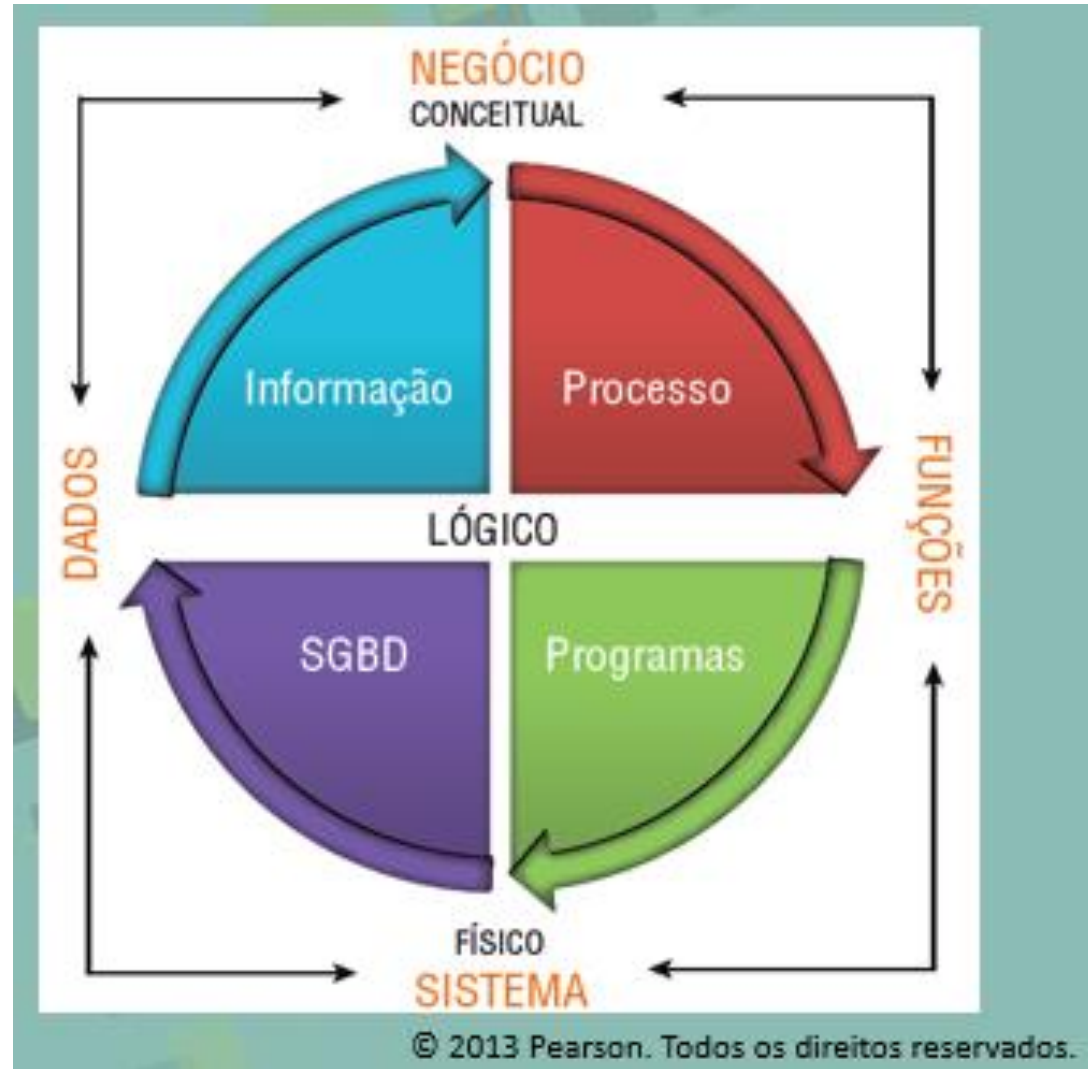 NEGÓCIO
CONCEITUAL
Informação
Processo
DADOS
FUNÇÕES
LÓGICO
SGBD
Programas
FÍSICO
SISTEMA
© 2013 Pearson. Todos os direitos reservados.